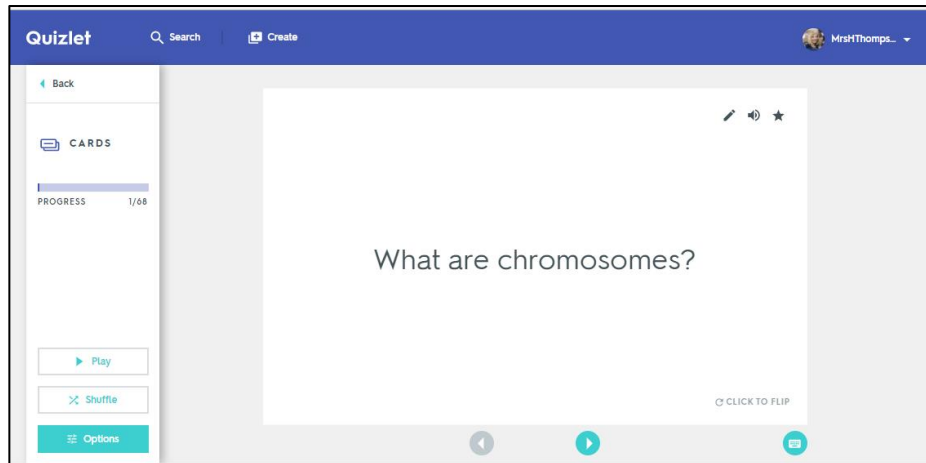 Quizlet
Search
Create
MrsHThomps...
Back
CARDS
PROGRESS 1/68
What are chromosomes?
Play
Shuffle
Options
CLICK TO FLIP